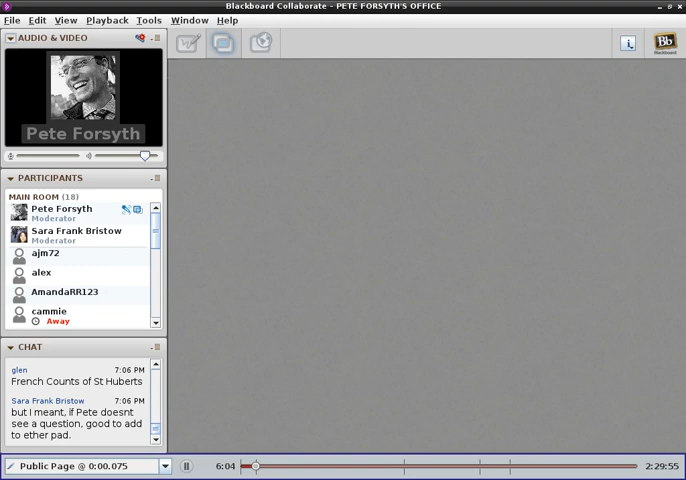 Blackboard Collaborate - PETE FORSYTH'S OFFICE
File Edit View Playback Tools Window Help
AUDIO & VIDEO
Pete Forsyth
PARTICIPANTS
MAIN ROOM (18)
Pete Forsyth
Moderator
Sara Frank Bristow
Moderator
ajm72
alex
AmandaRR123
cammie
Away
CHAT
glen 7:06 PM
French Counts of St Huberts
Sara Frank Bristow 7:06 PM
but I meant, if Pete doesnt
see a question, good to add
to ether pad.
Bb
Blackboard
Public Page @ 0:00.075 6:04 2:29:55